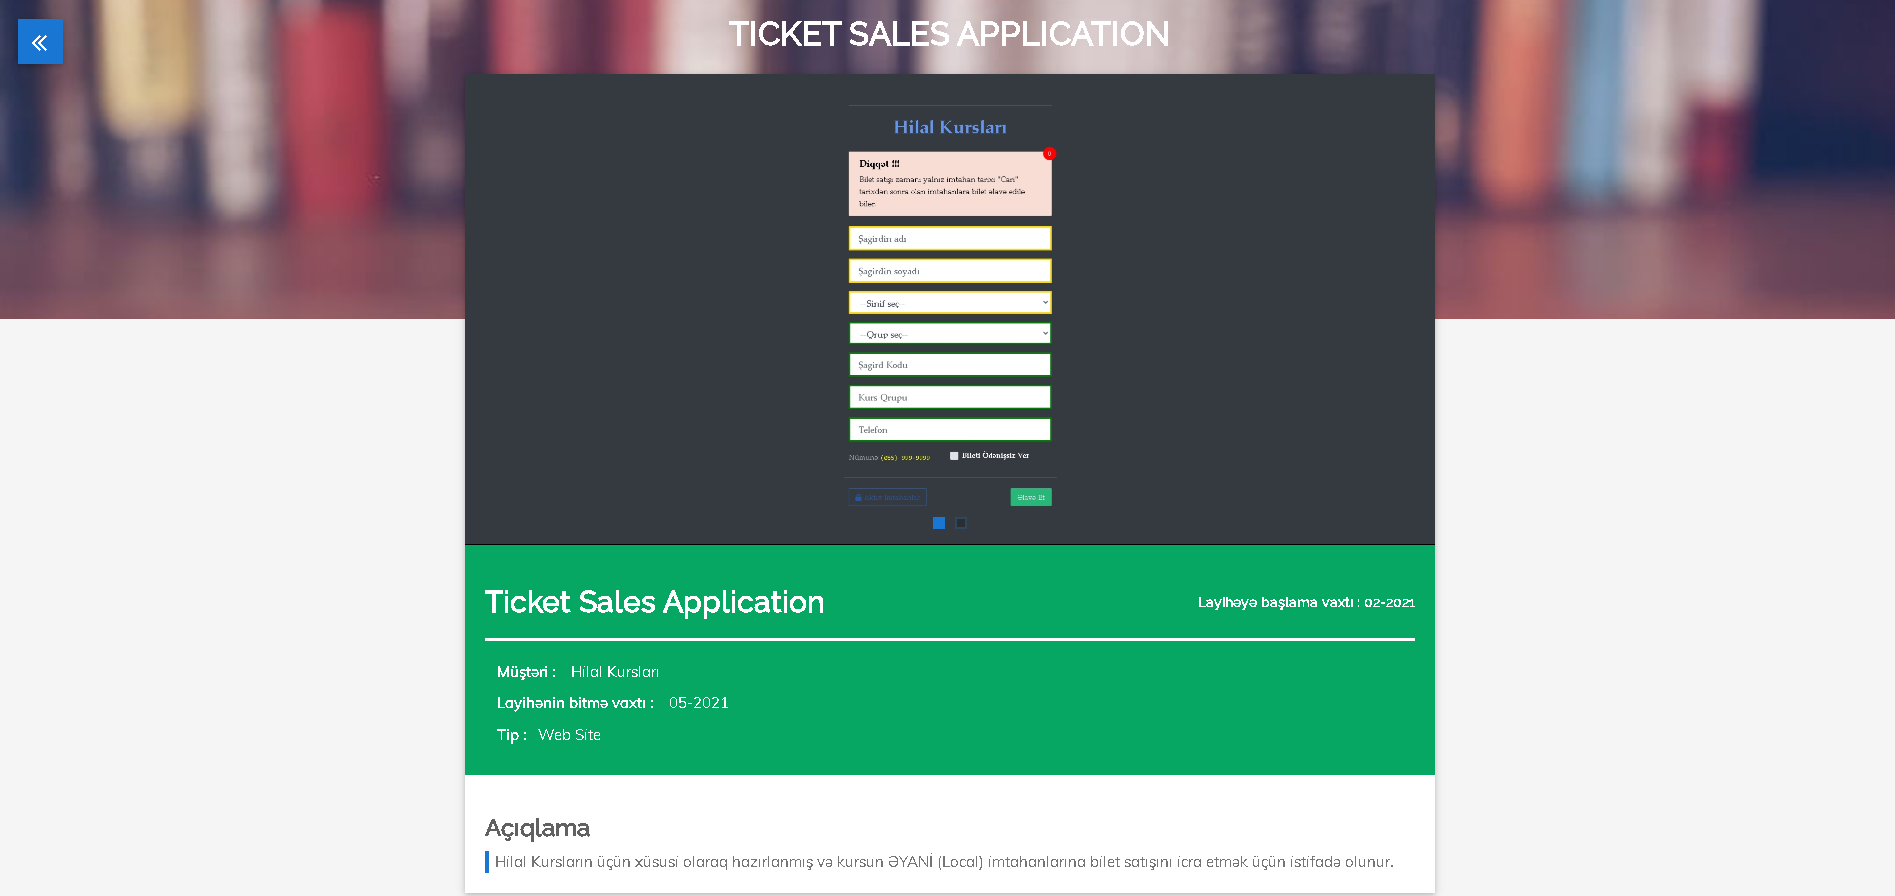 TICKET SALES APPLICATION
Hilal Kursları
0
Diqqət !!!
Bilet satışı zamanı yalnız imtahan tarixi "Cari"
tarixdən sonra olan imtahanlara bilet əlavə edilə
bilər.
Şagirdin adı
Şagirdin soyadı
--Sinif seç--
--Qrup seç--
Şagird Kodu
Kurs Qrupu
Telefon
Nümunə (055)-999-9999
Bileti Ödənişsiz Ver
Əlavə Et
Ticket Sales Application
Layihəyə başlama vaxtı : 02-2021
Müştəri : Hilal Kursları
Layihənin bitmə vaxtı : 05-2021
Tip : Web Site
Açıqlama
Hilal Kursların üçün xüsusi olaraq hazırlanmış və kursun ƏYANİ (Local) imtahanlarına bilet satışını icra etmək üçün istifadə olunur.